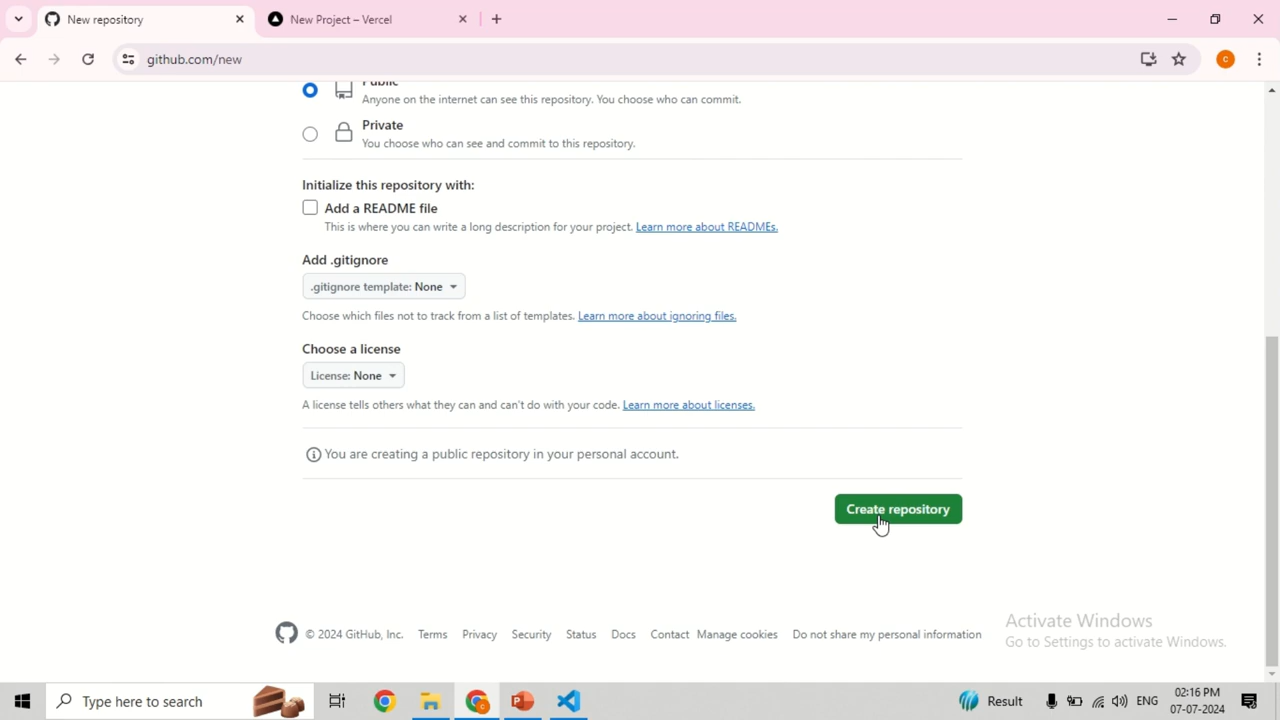 New repository
New Project – Vercel
github.com/new
c
Public
Anyone on the internet can see this repository. You choose who can commit.
Private
You choose who can see and commit to this repository.
Initialize this repository with:
Add a README file
This is where you can write a long description for your project. Learn more about READMEs.
Add .gitignore
.gitignore template: None
Choose which files not to track from a list of templates. Learn more about ignoring files.
Choose a license
License: None
A license tells others what they can and can't do with your code. Learn more about licenses.
You are creating a public repository in your personal account.
Create repository
© 2024 GitHub, Inc. Terms Privacy Security Status Docs Contact Manage cookies Do not share my personal information
Activate Windows
Go to Settings to activate Windows.
Type here to search
Result
ENG
02:16 PM
07-07-2024